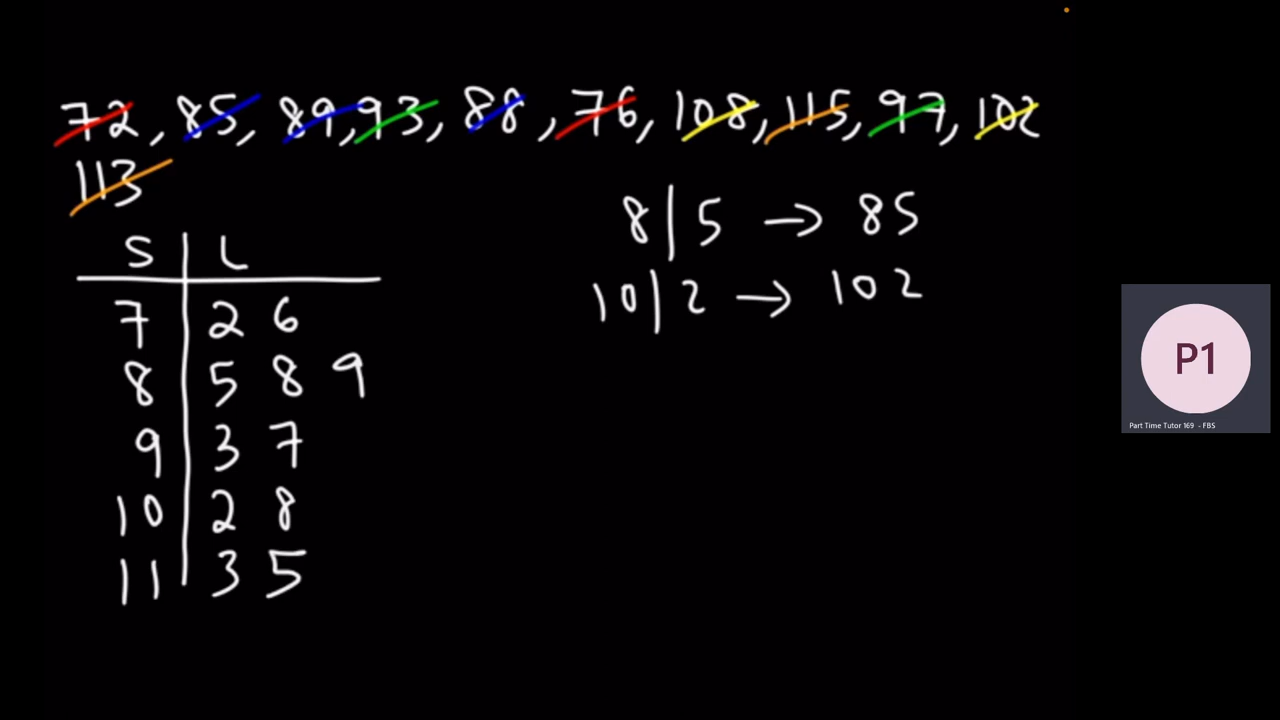 72, 85, 89, 93, 88, 76, 108, 115, 97, 102
113
S | L
7 | 2 6
8 | 5 8 9
9 | 3 7
10 | 2 8
11 | 3 5
8 | 5 → 85
10 | 2 → 102
P1
Part Time Tutor 169 - FBS